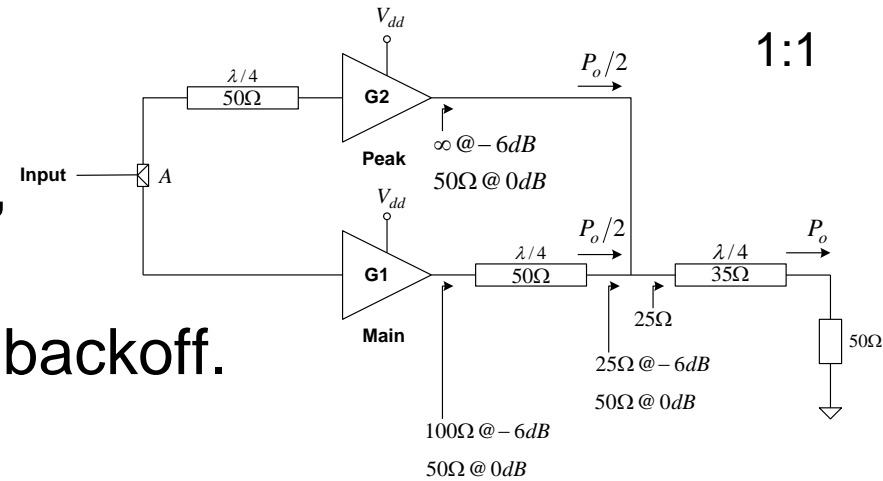 V_dd
1:1
λ/4
50Ω
G2
P_o/2
Peak
∞@−6dB
50Ω@0dB
Input
A
,
V_dd
P_o/2
P_o
G1
λ/4
50Ω
λ/4
35Ω
Main
25Ω
50Ω
backoff.
25Ω@−6dB
50Ω@0dB
100Ω@−6dB
50Ω@0dB